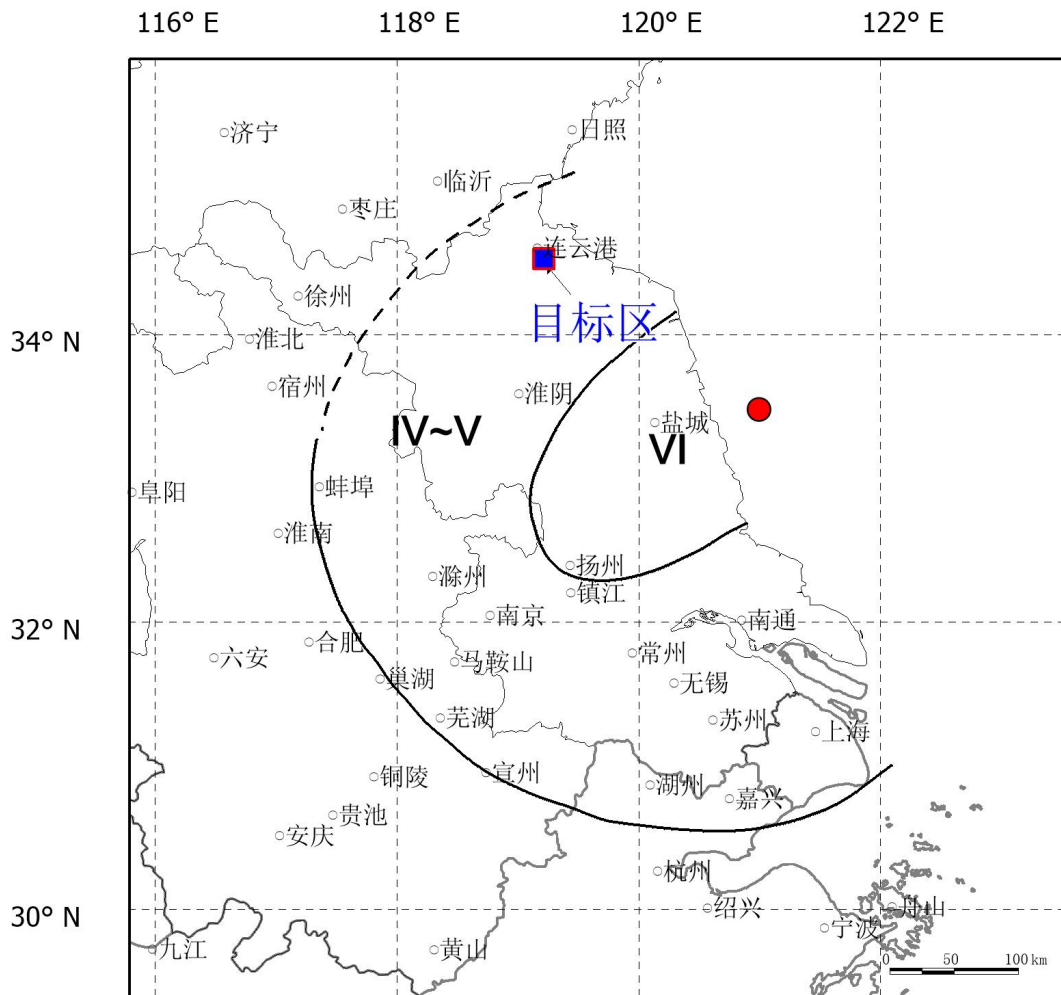 116° E
118° E
120° E
122° E
济宁
日照
临沂
枣庄
连云港
徐州
目标区
34° N
淮北
宿州
淮阴
IV~V
盐城
VI
蚌埠
阜阳
淮南
扬州
滁州
镇江
南京
南通
32° N
合肥
六安
马鞍山
常州
巢湖
无锡
芜湖
苏州
上海
铜陵
宣州
湖州
嘉兴
贵池
安庆
杭州
30° N
绍兴
舟山
宁波
九江
黄山
0 50 100 km